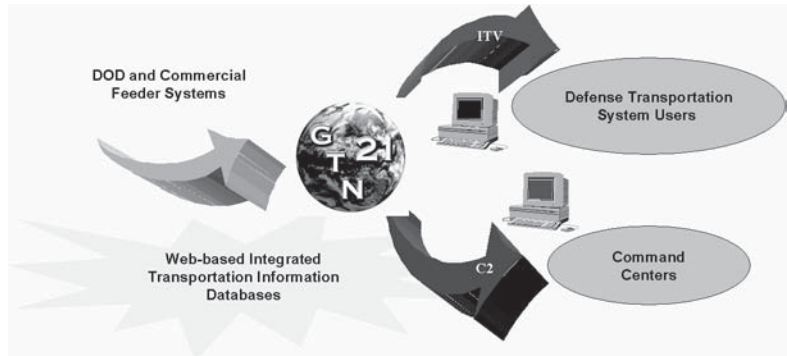 ITV
DOD and Commercial
Feeder Systems
Defense Transportation
System Users
G 21
T
N
Web-based Integrated
Transportation Information
Databases
C2
Command
Centers